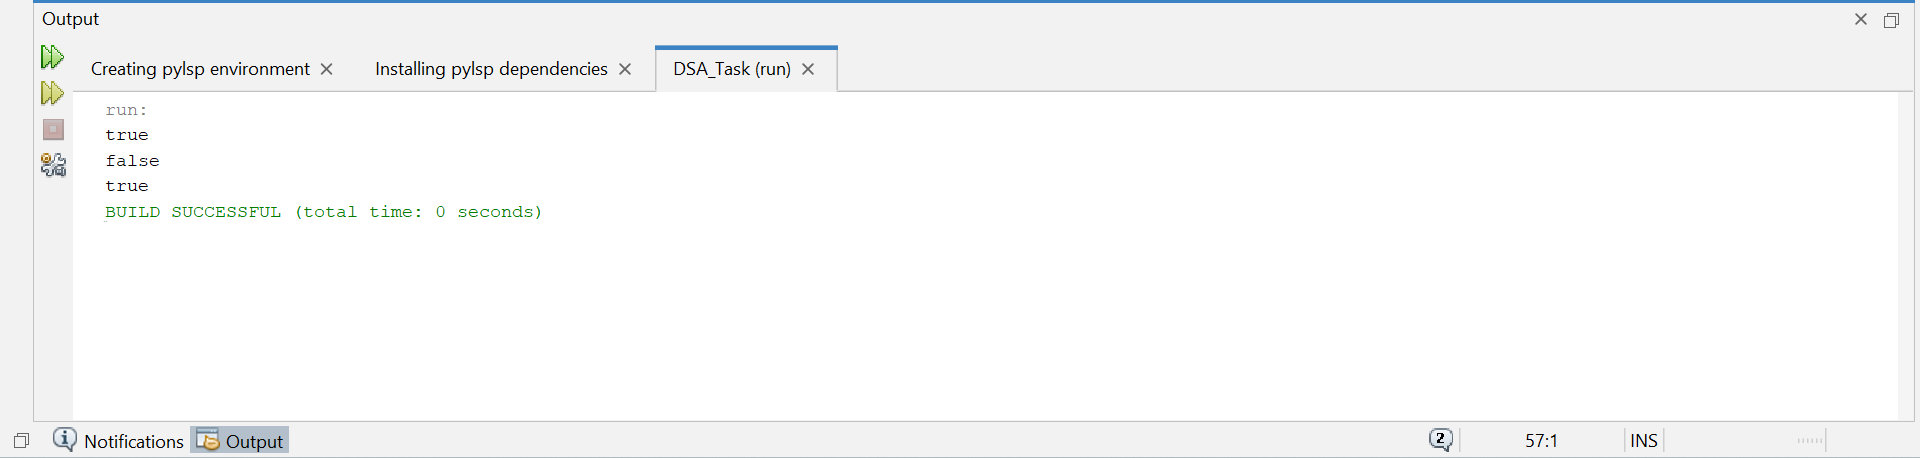 Output
Creating pylsp environment
Installing pylsp dependencies
DSA_Task (run)
run:
true
false
true
BUILD SUCCESSFUL (total time: 0 seconds)
Notifications
Output
2
57:1
INS